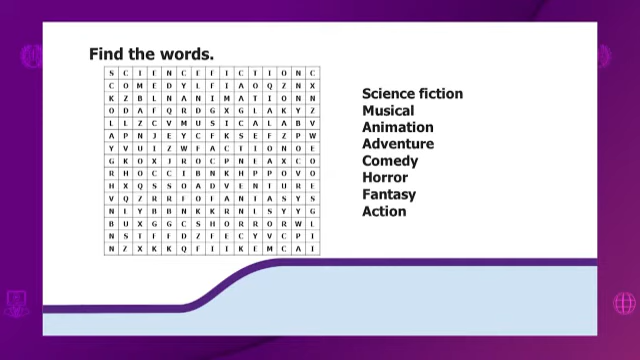 Find the words.
S C I E N C E F I C T I O N C
C O M E D Y L F I A O Q Z N X
K Z B L N A N I M A T I O N N
O D A F Q R D G X G L A K Y Z
L L Z C V M U S I C A L A B V
A P N J E Y C F K S E F Z P W
Y V U I Z W F A C T I O N O E
G K O X J R O C P N E A X C O
R H O C C I B N K H P P O V O
H X Q S S O A D V E N T U R E
V Q Z R R F O F A N T A S Y S
N L Y B B N K K R N L S Y Y G
B U X G G C S H O R R O R W L
N S T F F D Z F E C Y V C P I
N Z X K K Q F I I K E M C A I
Science fiction
Musical
Animation
Adventure
Comedy
Horror
Fantasy
Action